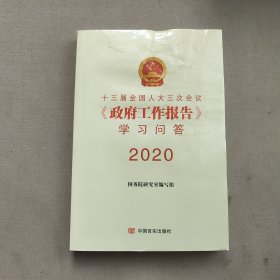 十三届全国人大三次会议
《政府工作报告》
学习问答
2020
国务院研究室编写组
中国言实出版社